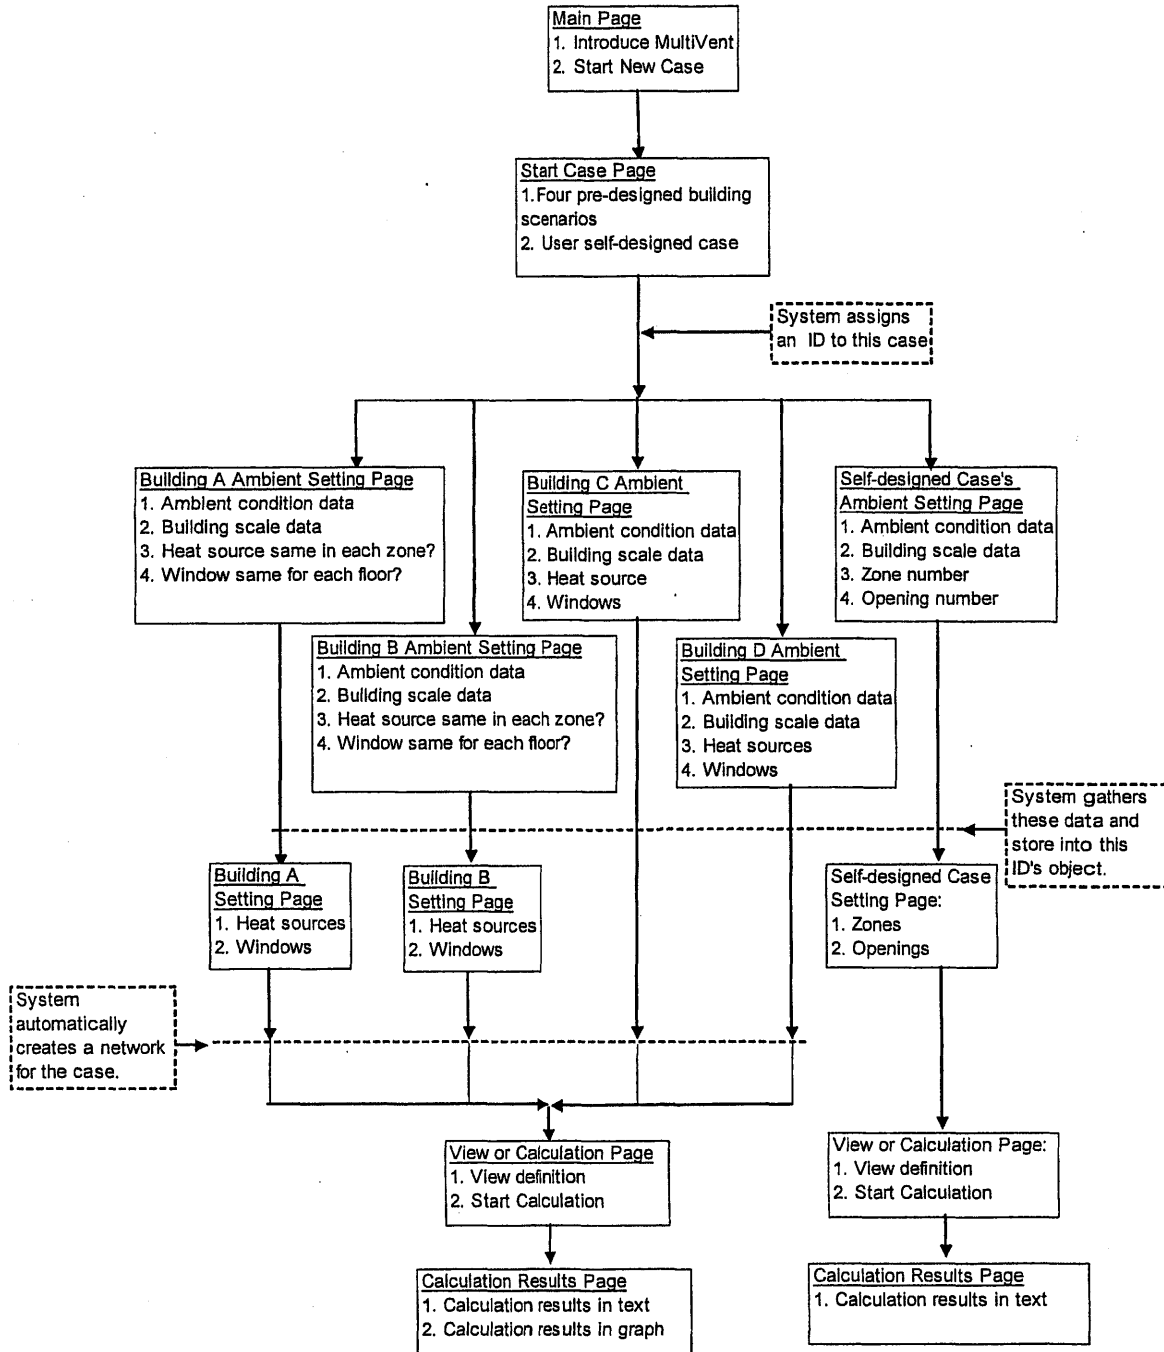 Main Page
1. Introduce MultiVent
2. Start New Case
Start Case Page
1.Four pre-designed building
scenarios
2. User self-designed case
System assigns
an ID to this case
Building A Ambient Setting Page
1. Ambient condition data
2. Building scale data
3. Heat source same in each zone?
4. Window same for each floor?
Building C Ambient
Setting Page
1. Ambient condition data
2. Building scale data
3. Heat source
4. Windows
Self-designed Case's
Ambient Setting Page
1. Ambient condition data
2. Building scale data
3. Zone number
4. Opening number
Building B Ambient Setting Page
1. Ambient condition data
2. Building scale data
3. Heat source same in each zone?
4. Window same for each floor?
Building D Ambient
Setting Page
1. Ambient condition data
2. Building scale data
3. Heat sources
4. Windows
System gathers
these data and
store into this
ID's object.
Building A
Setting Page
1. Heat sources
2. Windows
Building B
Setting Page
1. Heat sources
2. Windows
Self-designed Case
Setting Page:
1. Zones
2. Openings
System
automatically
creates a network
for the case.
View or Calculation Page
1. View definition
2. Start Calculation
View or Calculation Page:
1. View definition
2. Start Calculation
Calculation Results Page
1. Calculation results in text
2. Calculation results in graph
Calculation Results Page
1. Calculation results in text